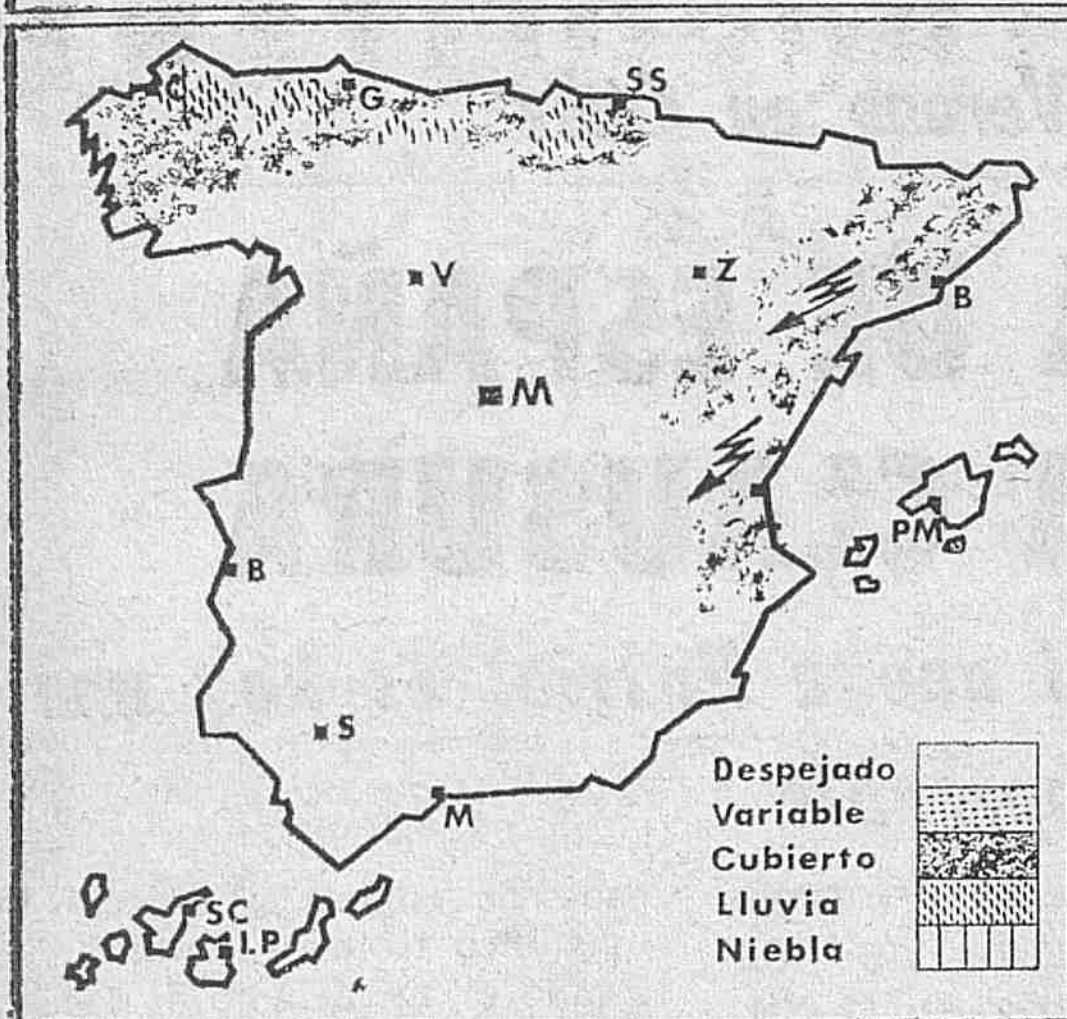 C
G
SS
V
Z
B
M
PM
B
S
M
SC
l.P
Despejado
Variable
Cubierto
Lluvia
Niebla